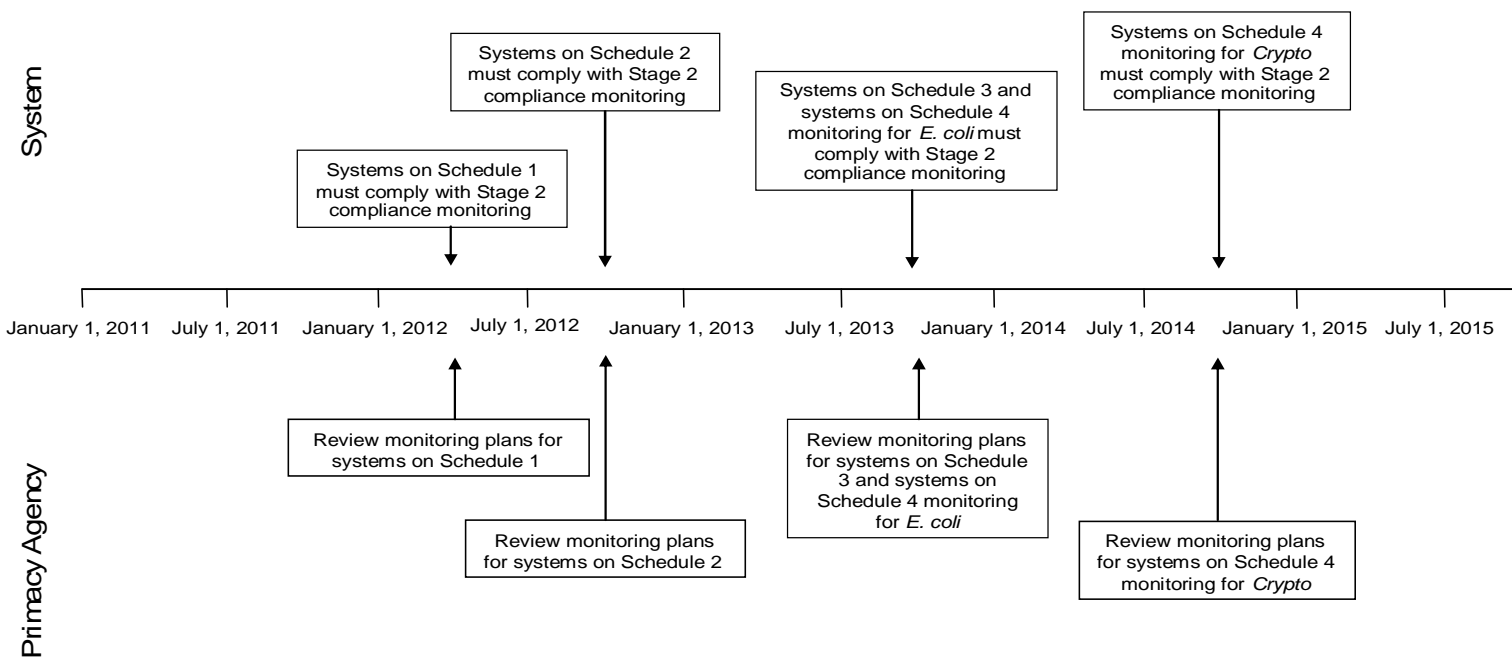 System
Systems on Schedule 1
must comply with Stage 2
compliance monitoring
Systems on Schedule 2
must comply with Stage 2
compliance monitoring
Systems on Schedule 3 and
systems on Schedule 4
monitoring for E. coli must
comply with Stage 2
compliance monitoring
Systems on Schedule 4
monitoring for Crypto
must comply with Stage 2
compliance monitoring
January 1, 2011
July 1, 2011
January 1, 2012
July 1, 2012
January 1, 2013
July 1, 2013
January 1, 2014
July 1, 2014
January 1, 2015
July 1, 2015
Primacy Agency
Review monitoring plans for
systems on Schedule 1
Review monitoring plans
for systems on Schedule 2
Review monitoring plans
for systems on Schedule
3 and systems on
Schedule 4 monitoring
for E. coli
Review monitoring plans
for systems on Schedule 4
monitoring for Crypto